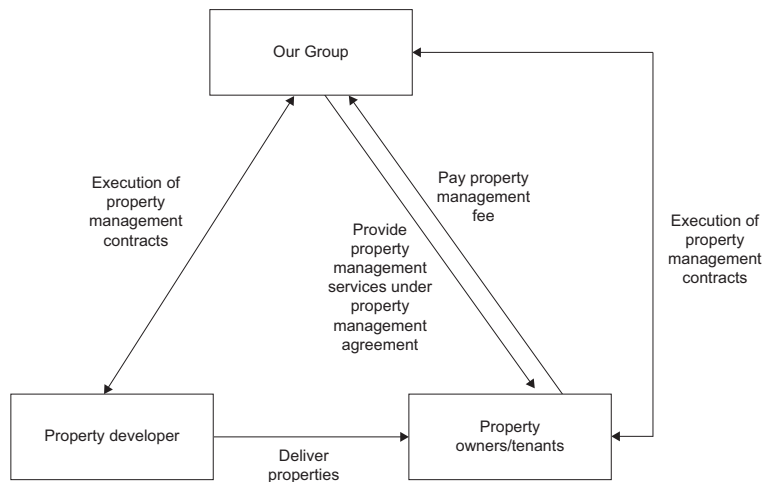 Our Group
Execution of
property
management
contracts
Pay property
management
fee
Provide
property
management
services under
property
management
agreement
Execution of
property
management
contracts
Property developer
Deliver
properties
Property
owners/tenants